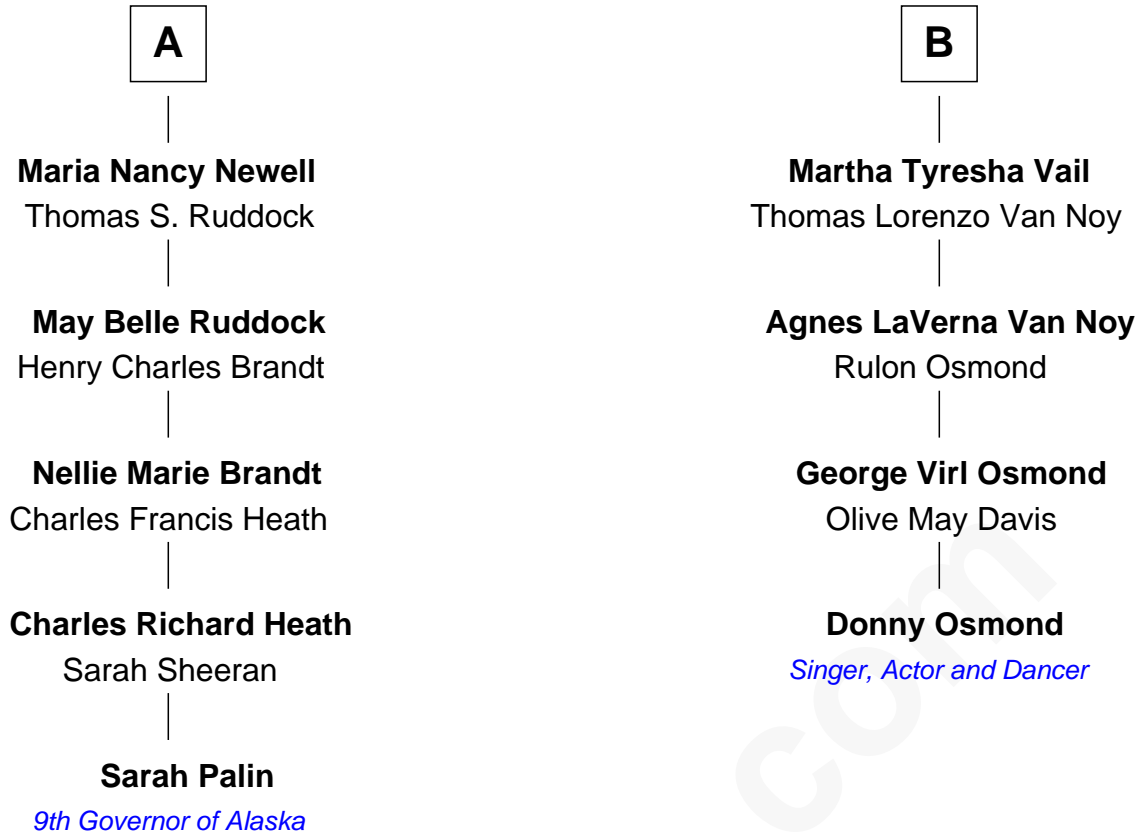 A
Maria Nancy Newell
Thomas S. Ruddock
May Belle Ruddock
Henry Charles Brandt
Nellie Marie Brandt
Charles Francis Heath
Charles Richard Heath
Sarah Sheeran
Sarah Palin
9th Governor of Alaska
B
Martha Tyresha Vail
Thomas Lorenzo Van Noy
Agnes LaVerna Van Noy
Rulon Osmond
George Virl Osmond
Olive May Davis
Donny Osmond
Singer, Actor and Dancer
com